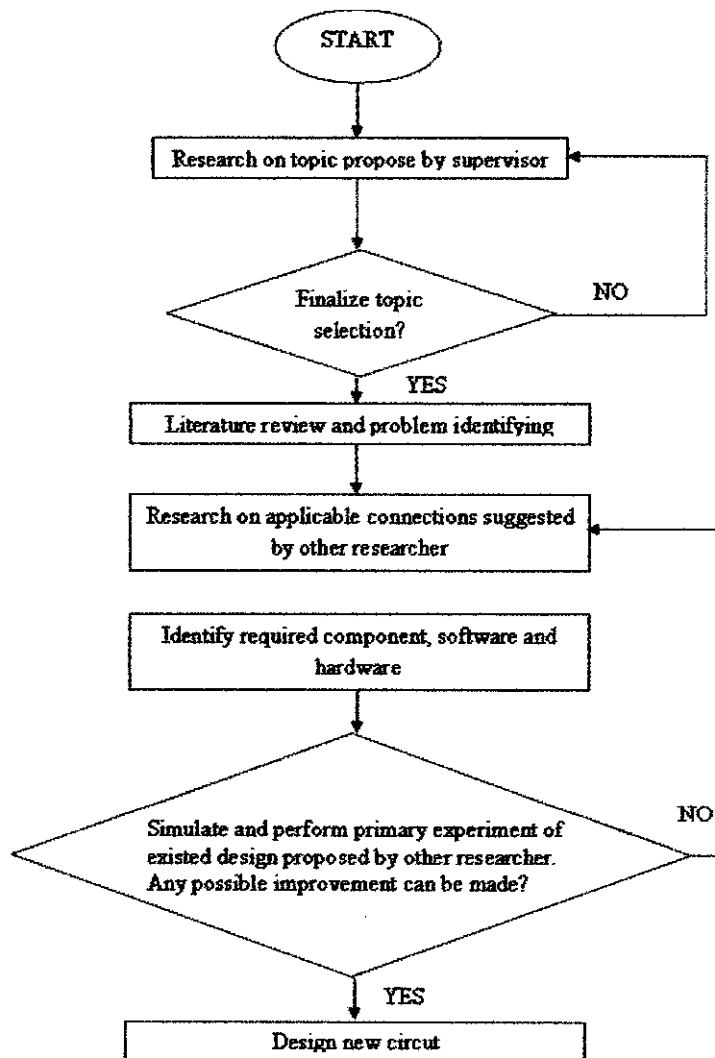 START
Research on topic propose by supervisor
Finalize topic
selection?
NO
YES
Literature review and problem identifying
Research on applicable connections suggested
by other researcher
Identify required component, software and
hardware
Simulate and perform primary experiment of
existed design proposed by other researcher.
Any possible improvement can be made?
NO
YES
Design new circut